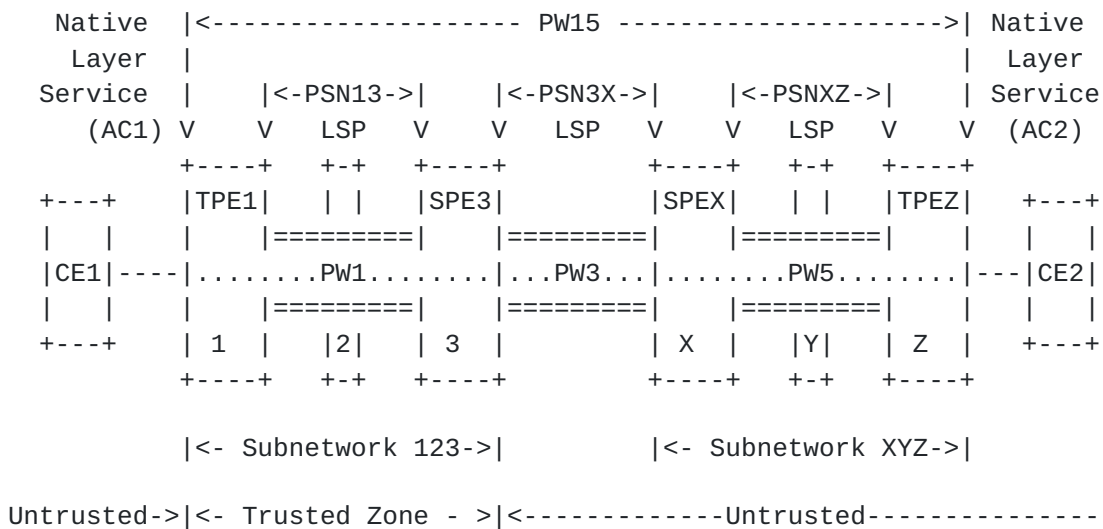 Native  |<-------------------- PW15 --------------------->| Native
Layer  |                                                 |  Layer
Service  |    |<-PSN13->|    |<-PSN3X->|    |<-PSNXZ->|    | Service
(AC1) V    V   LSP   V    V   LSP   V    V   LSP   V    V  (AC2)
+----+   +-+   +----+         +----+   +-+   +----+
+---+    |TPE1|   | |   |SPE3|         |SPEX|   | |   |TPEZ|   +---+
|   |    |    |=========|    |=========|    |=========|    |   |   |
|CE1|----|........PW1........|...PW3...|........PW5........|---|CE2|
|   |    |    |=========|    |=========|    |=========|    |   |   |
+---+    | 1  |   |2|   | 3  |         | X  |   |Y|   | Z  |   +---+
+----+   +-+   +----+         +----+   +-+   +----+
|<- Subnetwork 123->|         |<- Subnetwork XYZ->|
Untrusted->|<- Trusted Zone - >|<-------------Untrusted---------------